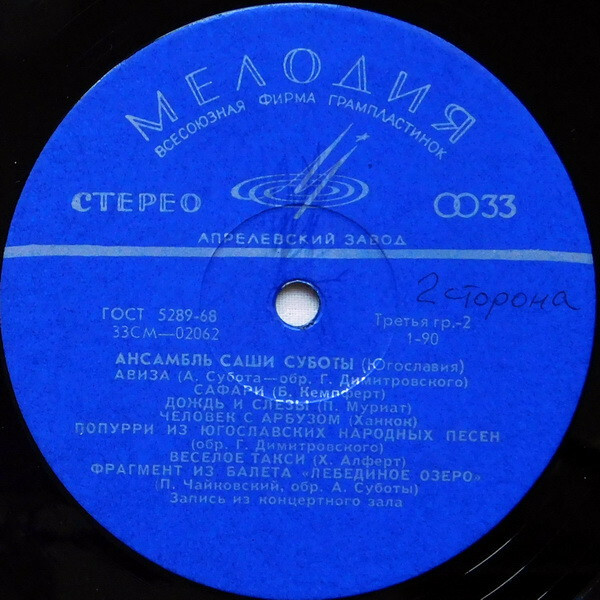 МЕЛОДИЯ
ВСЕСОЮЗНАЯ ФИРМА ГРАМПЛАСТИНОК
СТЕРЕО
33
АПРЕЛЕВСКИЙ ЗАВОД
2 сторона
ГОСТ 5289-68
33СМ—02062
Третья гр.-2
1-90
АНСАМБЛЬ САШИ СУБОТЫ (Югославия)
АВИЗА (А. Субота—обр. Г. Димитровского)
САФАРИ (Б. Кемпферт)
ДОЖДЬ И СЛЕЗЫ (П. Муриат)
ЧЕЛОВЕК С АРБУЗОМ (Ханкок)
ПОПУРРИ ИЗ ЮГОСЛАВСКИХ НАРОДНЫХ ПЕСЕН
(обр. Г. Димитровского)
ВЕСЕЛОЕ ТАКСИ (Х. Алферт)
ФРАГМЕНТ ИЗ БАЛЕТА «ЛЕБЕДИНОЕ ОЗЕРО»
(П. Чайковский, обр. А. Суботы)
Запись из концертного зала